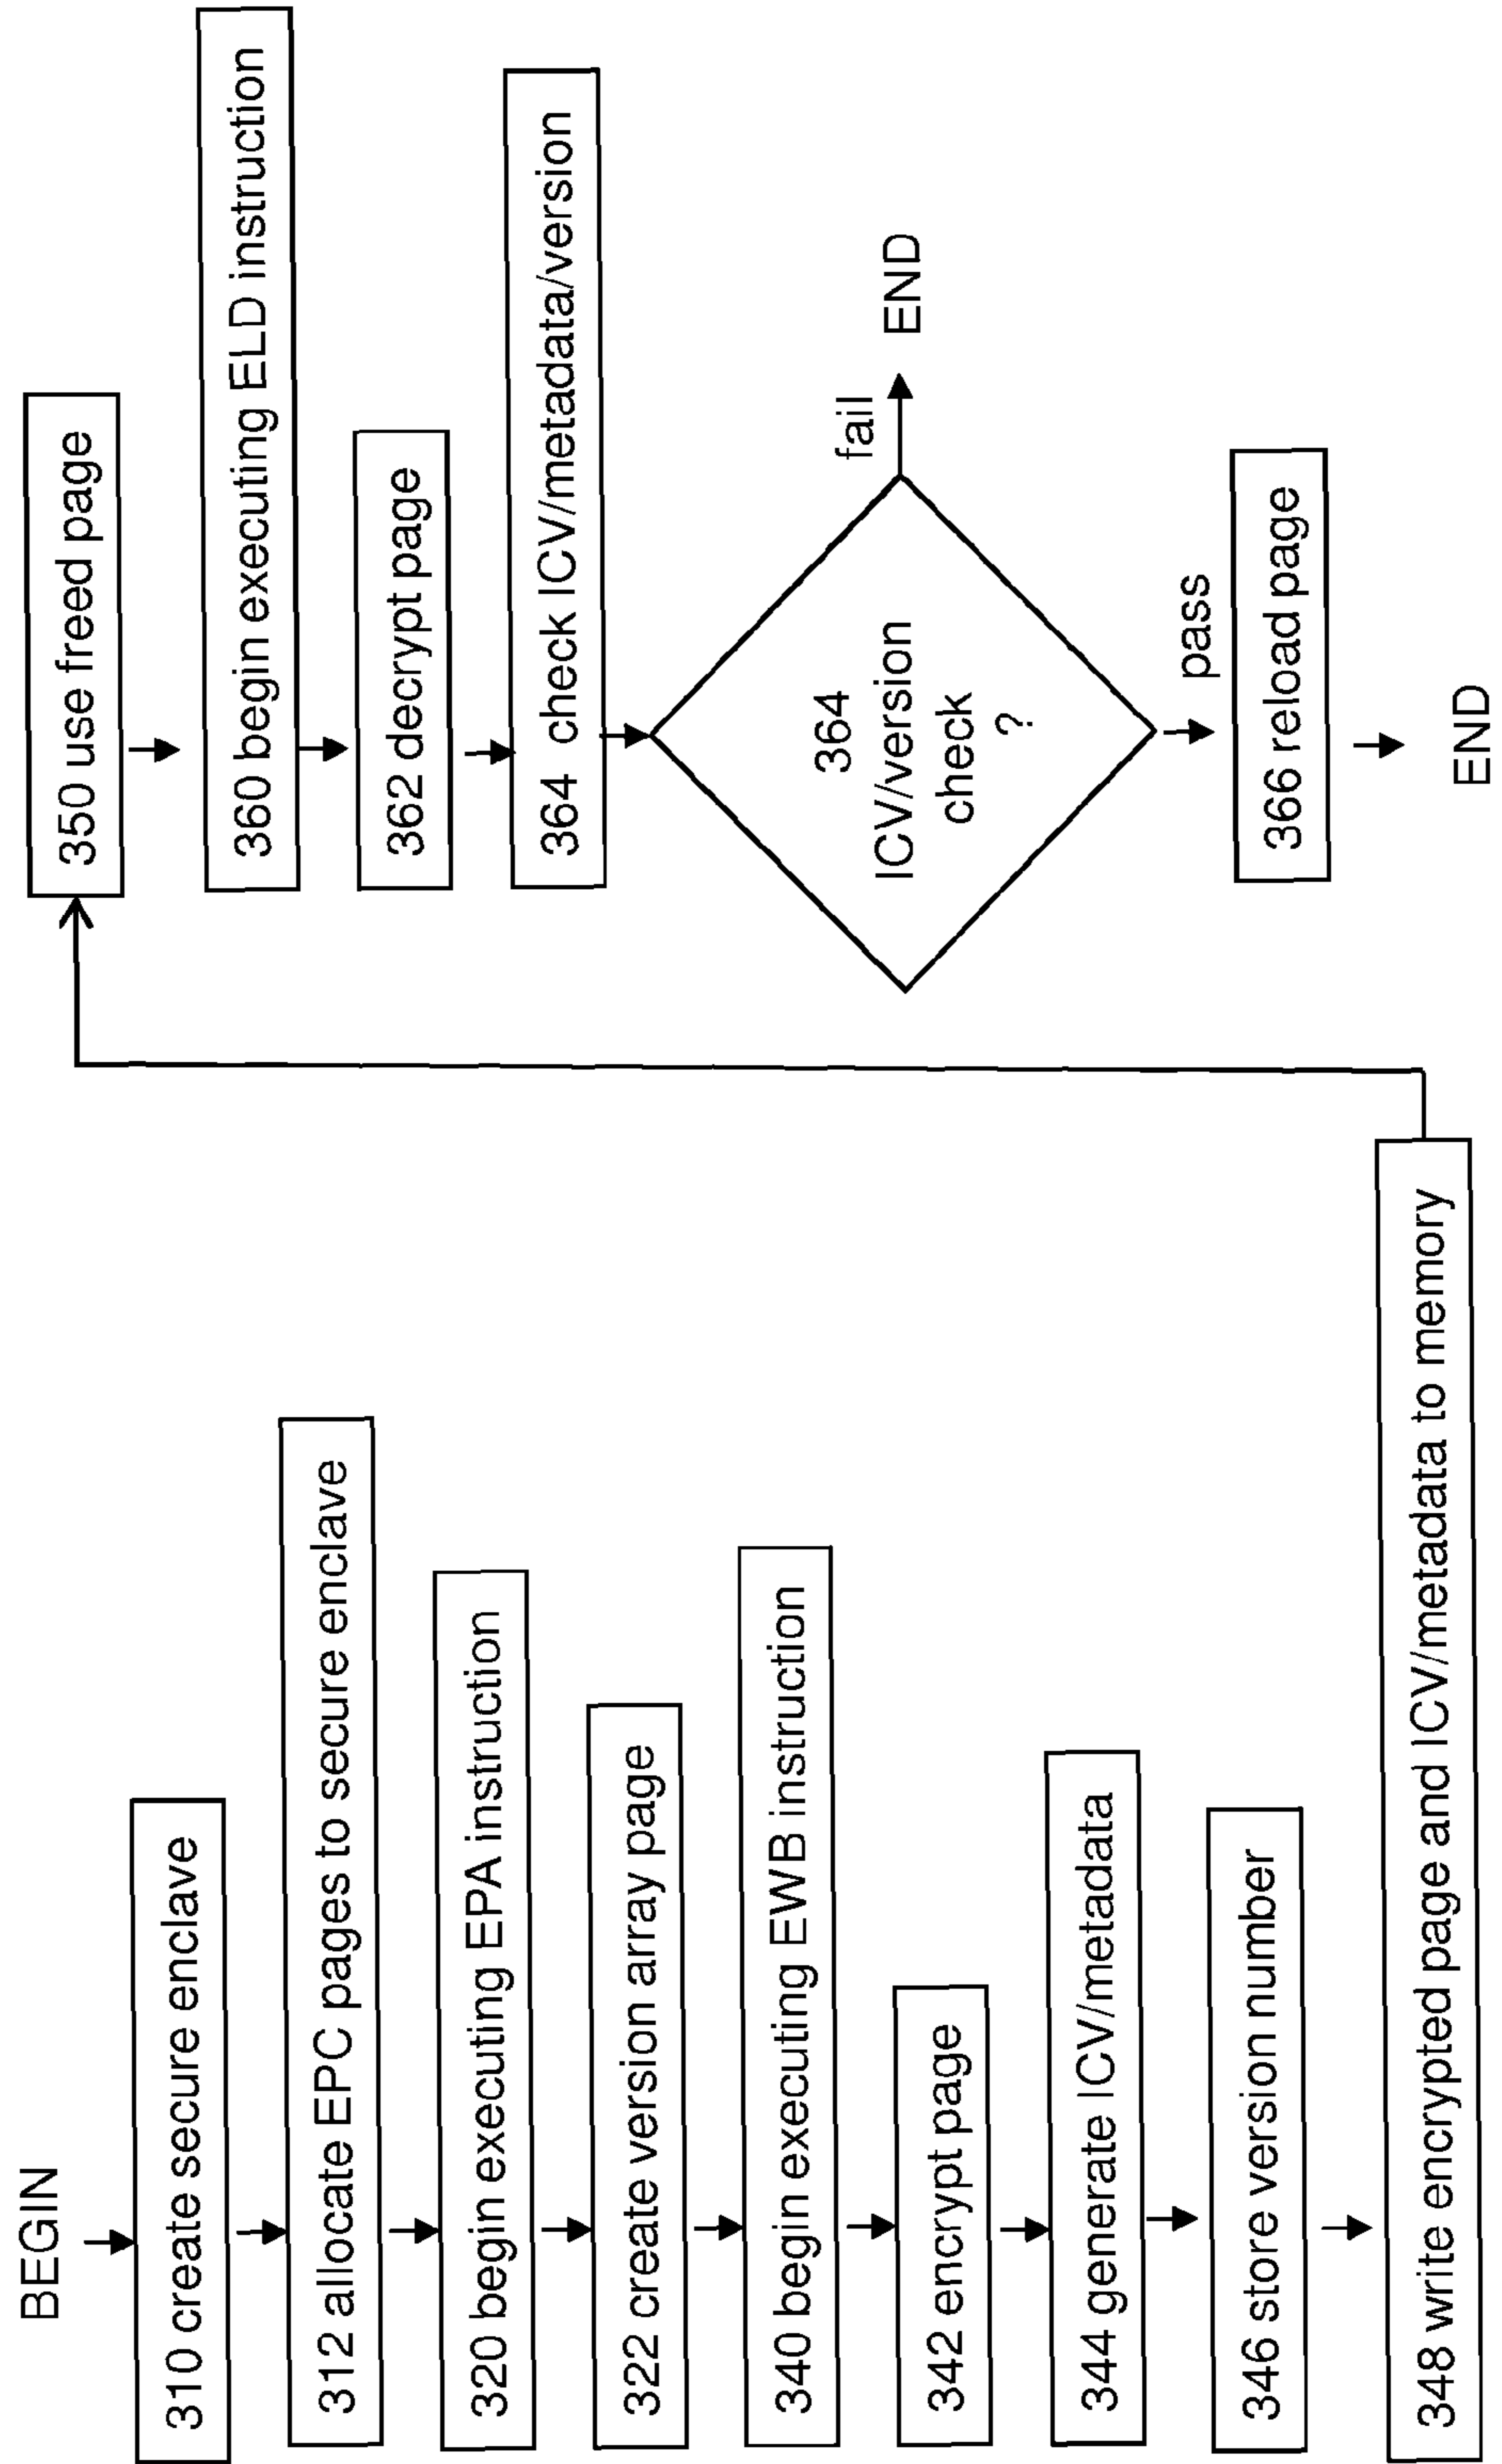 BEGIN
310 create secure enclave
312 allocate EPC pages to secure enclave
320 begin executing EPA instruction
322 create version array page
340 begin executing EWB instruction
342 encrypt page
344 generate ICV/metadata
346 store version number
348 write encrypted page and ICV/metadata to memory
350 use freed page
360 begin executing ELD instruction
362 decrypt page
364 check ICV/metadata/version
364
ICV/version
check
?
fail
END
pass
366 reload page
END